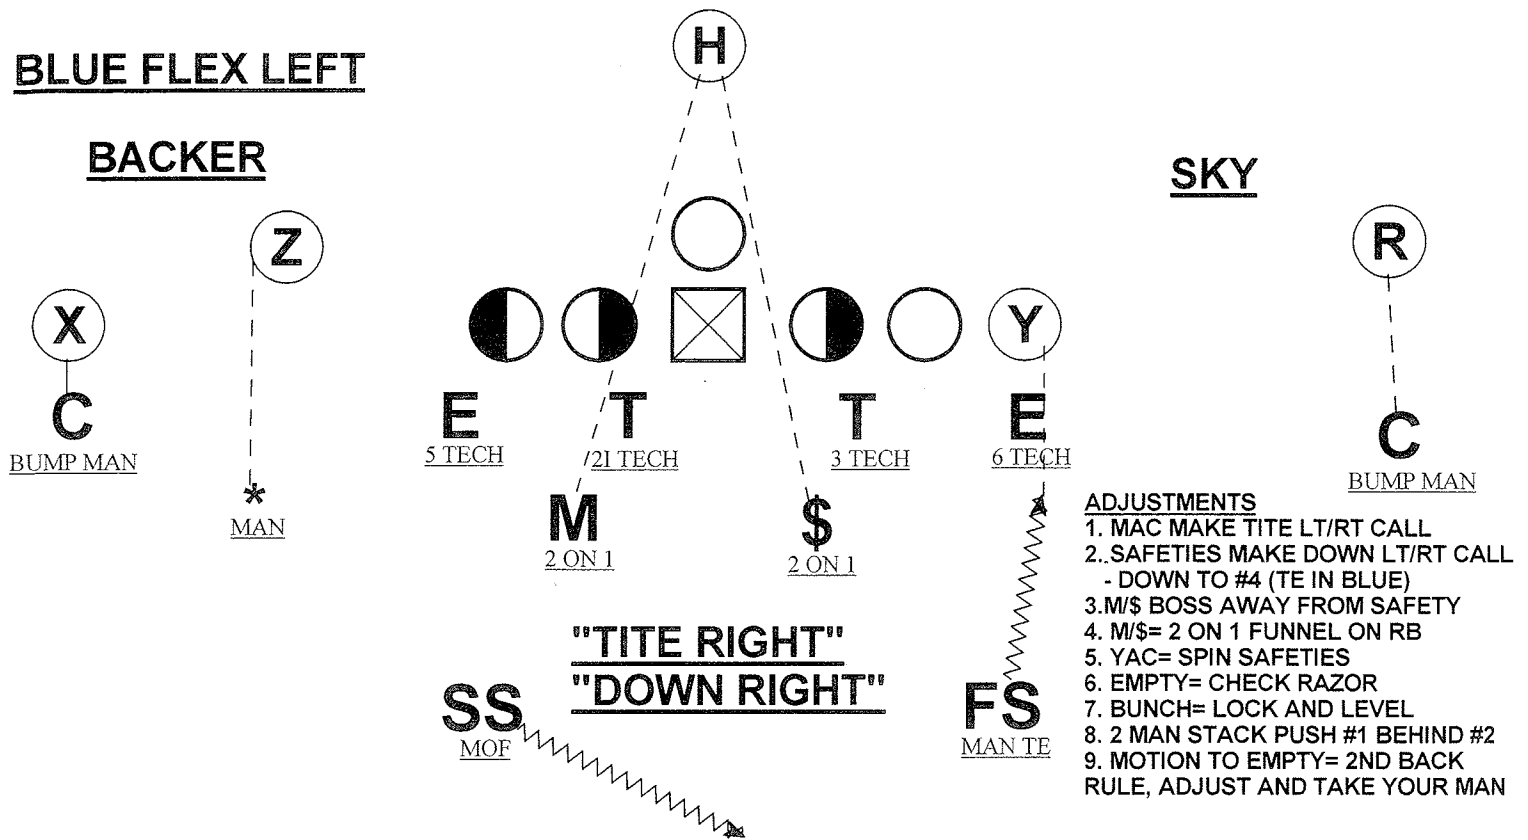 H
BLUE FLEX LEFT
BACKER
SKY
Z
R
X
Y
C
E
T
T
E
C
BUMP MAN
5 TECH
2I TECH
3 TECH
6 TECH
BUMP MAN
*
MAN
M
2 ON 1
$
2 ON 1
ADJUSTMENTS
1. MAC MAKE TITE LT/RT CALL
2. SAFETIES MAKE DOWN LT/RT CALL
- DOWN TO #4 (TE IN BLUE)
3.M/$ BOSS AWAY FROM SAFETY
4. M/$= 2 ON 1 FUNNEL ON RB
5. YAC= SPIN SAFETIES
6. EMPTY= CHECK RAZOR
7. BUNCH= LOCK AND LEVEL
8. 2 MAN STACK PUSH #1 BEHIND #2
9. MOTION TO EMPTY= 2ND BACK
RULE, ADJUST AND TAKE YOUR MAN
"TITE RIGHT"
"DOWN RIGHT"
SS
MOF
FS
MAN TE